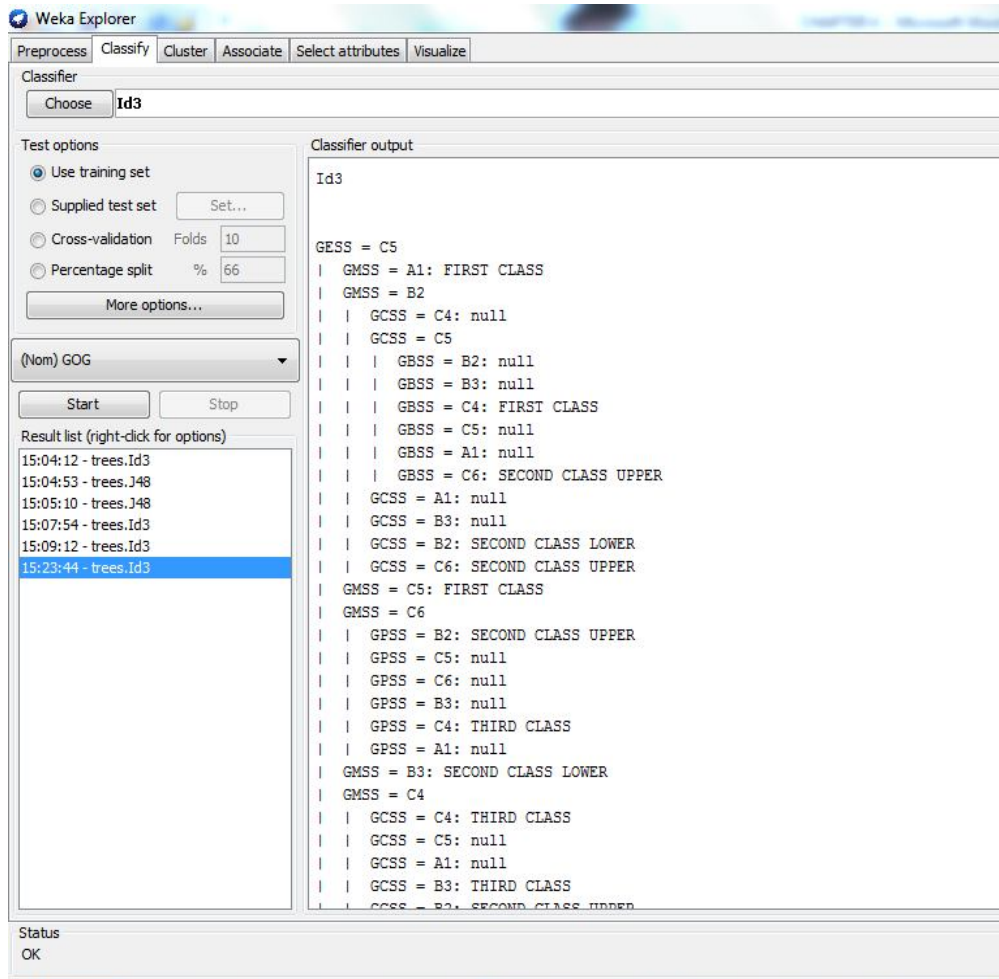 Weka Explorer
Preprocess Classify Cluster Associate Select attributes Visualize
Classifier
Choose Id3
Test options
Use training set
Supplied test set Set...
Cross-validation Folds 10
Percentage split % 66
More options...
(Nom) GOG
Start Stop
Result list (right-click for options)
15:04:12 - trees.Id3
15:04:53 - trees.J48
15:05:10 - trees.J48
15:07:54 - trees.Id3
15:09:12 - trees.Id3
15:23:44 - trees.Id3
Classifier output
Id3
GESS = C5
| GMSS = A1: FIRST CLASS
| GMSS = B2
| | GCSS = C4: null
| | GCSS = C5
| | | GBSS = B2: null
| | | GBSS = B3: null
| | | GBSS = C4: FIRST CLASS
| | | GBSS = C5: null
| | | GBSS = A1: null
| | | GBSS = C6: SECOND CLASS UPPER
| | GCSS = A1: null
| | GCSS = B3: null
| | GCSS = B2: SECOND CLASS LOWER
| | GCSS = C6: SECOND CLASS UPPER
| GMSS = C5: FIRST CLASS
| GMSS = C6
| | GPSS = B2: SECOND CLASS UPPER
| | GPSS = C5: null
| | GPSS = C6: null
| | GPSS = B3: null
| | GPSS = C4: THIRD CLASS
| | GPSS = A1: null
| GMSS = B3: SECOND CLASS LOWER
| GMSS = C4
| | GCSS = C4: THIRD CLASS
| | GCSS = C5: null
| | GCSS = A1: null
| | GCSS = B3: THIRD CLASS
| | GCSS = B2: SECOND CLASS UPPER
Status
OK